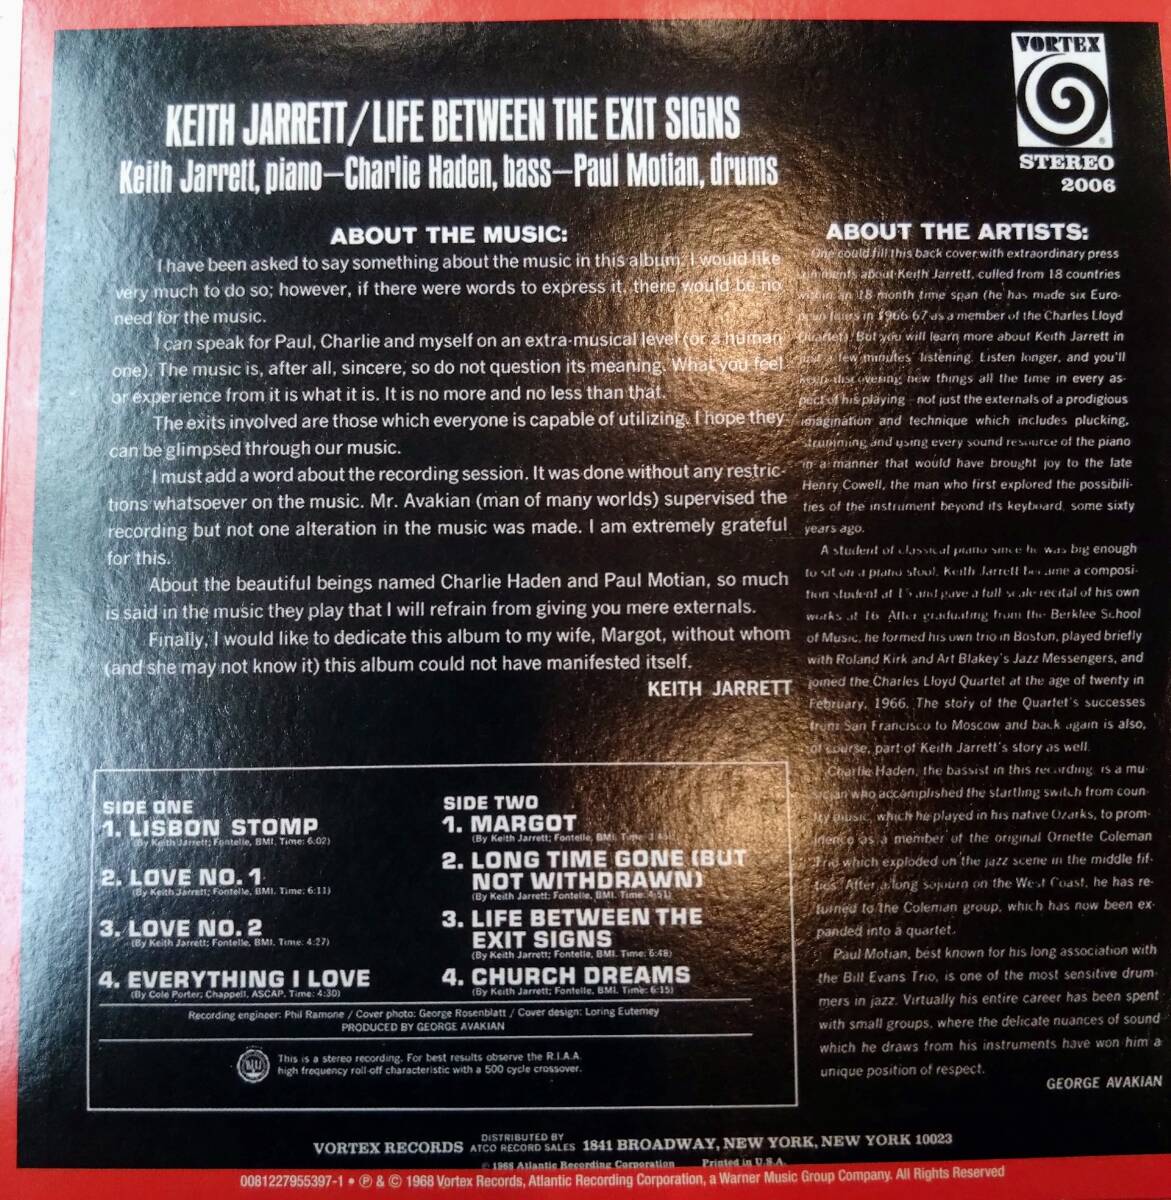 VORTEX
STEREO
2006
KEITH JARRETT/LIFE BETWEEN THE EXIT SIGNS
Keith Jarrett, piano—Charlie Haden, bass—Paul Motian, drums
ABOUT THE MUSIC:
I have been asked to say something about the music in this album. I would like
very much to do so; however, if there were words to express it, there would be no
need for the music.
I can speak for Paul, Charlie and myself on an extra-musical level (or a human
one). The music is, after all, sincere, so do not question its meaning. What you feel
or experience from it is what it is. It is no more and no less than that.
The exits involved are those which everyone is capable of utilizing. I hope they
can be glimpsed through our music.
I must add a word about the recording session. It was done without any restric-
tions whatsoever on the music. Mr. Avakian (man of many worlds) supervised the
recording but not one alteration in the music was made. I am extremely grateful
for this.
About the beautiful beings named Charlie Haden and Paul Motian, so much
is said in the music they play that I will refrain from giving you mere externals.
Finally, I would like to dedicate this album to my wife, Margot, without whom
(and she may not know it) this album could not have manifested itself.
KEITH JARRETT
ABOUT THE ARTISTS:
One could fill this back cover with extraordinary press
comments about Keith Jarrett, culled from 18 countries
within an 18 month time span (he has made six Euro-
pean tours in 1966-67 as a member of the Charles Lloyd
Quartet). But you will learn more about Keith Jarrett in
just a few minutes' listening. Listen longer, and you'll
keep discovering new things all the time in every as-
pect of his playing—not just the externals of a prodigious
imagination and technique which includes plucking,
strumming and using every sound resource of the piano
in a manner that would have brought joy to the late
Henry Cowell, the man who first explored the possibili-
ties of the instrument beyond its keyboard some sixty
years ago.
A student of classical piano since he was big enough
to sit on a piano stool, Keith Jarrett became a composi-
tion student at 15 and gave a full scale recital of his own
works at 16. After graduating from the Berklee School
of Music, he formed his own trio in Boston, played briefly
with Roland Kirk and Art Blakey's Jazz Messengers, and
joined the Charles Lloyd Quartet at the age of twenty in
February, 1966. The story of the Quartet's successes
from San Francisco to Moscow and back again is also,
of course, part of Keith Jarrett's story as well.
Charlie Haden, the bassist in this recording is a mu-
sician who accomplished the startling switch from coun-
try music, which he played in his native Ozarks, to prom-
inence as a member of the original Ornette Coleman
Trio which exploded on the jazz scene in the middle fif-
ties. After a long sojourn on the West Coast, he has re-
turned to the Coleman group, which has now been ex-
panded into a quartet.
Paul Motian, best known for his long association with
the Bill Evans Trio, is one of the most sensitive drum-
mers in jazz. Virtually his entire career has been spent
with small groups, where the delicate nuances of sound
which he draws from his instruments have won him a
unique position of respect.
GEORGE AVAKIAN
SIDE ONE
1. LISBON STOMP
(By Keith Jarrett; Fontelle, BMI. Time: 6:02)
2. LOVE NO. 1
(By Keith Jarrett; Fontelle, BMI. Time: 6:11)
3. LOVE NO. 2
(By Keith Jarrett; Fontelle, BMI. Time: 4:27)
4. EVERYTHING I LOVE
(By Cole Porter; Chappell, ASCAP. Time: 4:30)
SIDE TWO
1. MARGOT
(By Keith Jarrett; Fontelle, BMI. Time
2. LONG TIME GONE (BUT
NOT WITHDRAWN)
(By Keith Jarrett; Fontelle, BMI. Time: 4:51)
3. LIFE BETWEEN THE
EXIT SIGNS
(By Keith Jarrett; Fontelle, BMI. Time: 6:48)
4. CHURCH DREAMS
(By Keith Jarrett; Fontelle, BMI. Time: 6:15)
Recording engineer: Phil Ramone / Cover photo: George Rosenblatt / Cover design: Loring Eutemey
PRODUCED BY GEORGE AVAKIAN
This is a stereo recording. For best results observe the R.I.A.A.
high frequency roll-off characteristic with a 500 cycle crossover.
VORTEX RECORDS DISTRIBUTED BY ATCO RECORD SALES 1841 BROADWAY, NEW YORK, NEW YORK 10023
© 1968 Atlantic Recording Corporation Printed in U.S.A.
0081227955397-1 • ℗ & © 1968 Vortex Records, Atlantic Recording Corporation, a Warner Music Group Company. All Rights Reserved